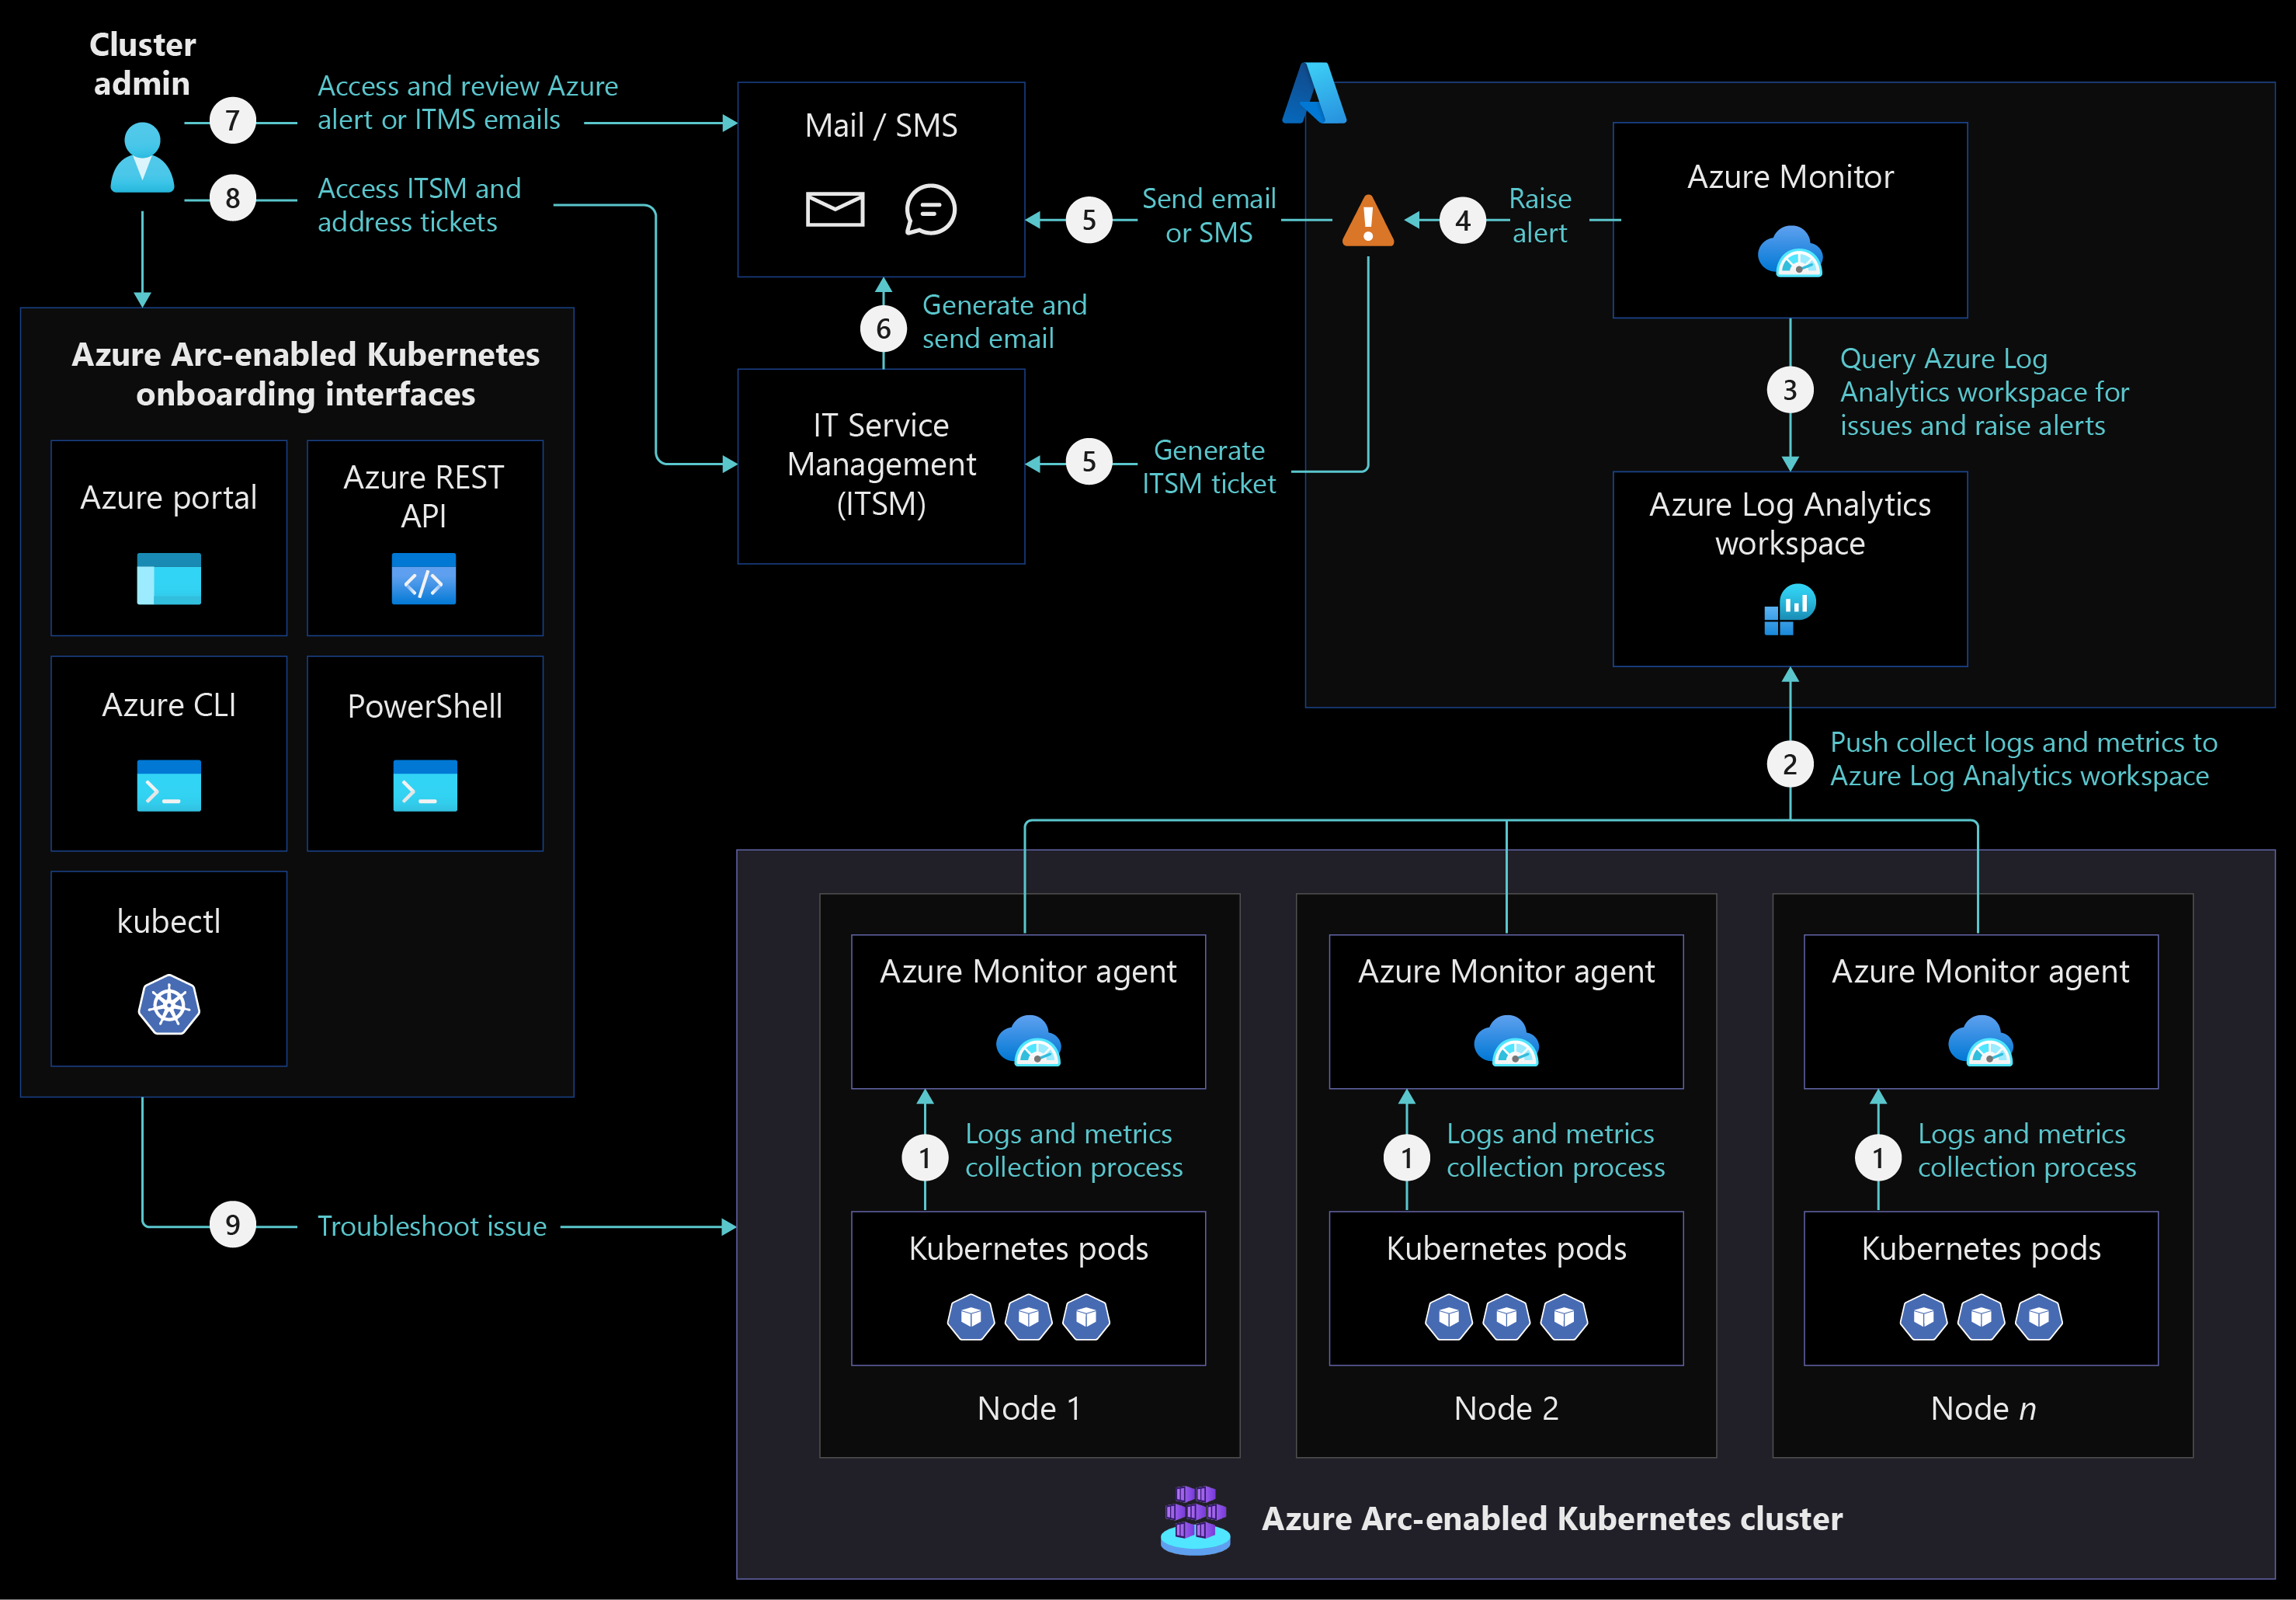 Cluster
admin
7
Access and review Azure
alert or ITMS emails
8
Access ITSM and
address tickets
Mail / SMS
5
Send email
or SMS
4
Raise
alert
Azure Monitor
6
Generate and
send email
3
Query Azure Log
Analytics workspace for
issues and raise alerts
Azure Arc-enabled Kubernetes
onboarding interfaces
IT Service
Management
(ITSM)
5
Generate
ITSM ticket
Azure Log Analytics
workspace
Azure portal
Azure REST
API
</>
Azure CLI
PowerShell
>_
>_
kubectl
2
Push collect logs and metrics to
Azure Log Analytics workspace
Azure Monitor agent
Azure Monitor agent
Azure Monitor agent
1
Logs and metrics
collection process
1
Logs and metrics
collection process
1
Logs and metrics
collection process
9
Troubleshoot issue
Kubernetes pods
Kubernetes pods
Kubernetes pods
Node 1
Node 2
Node n
Azure Arc-enabled Kubernetes cluster